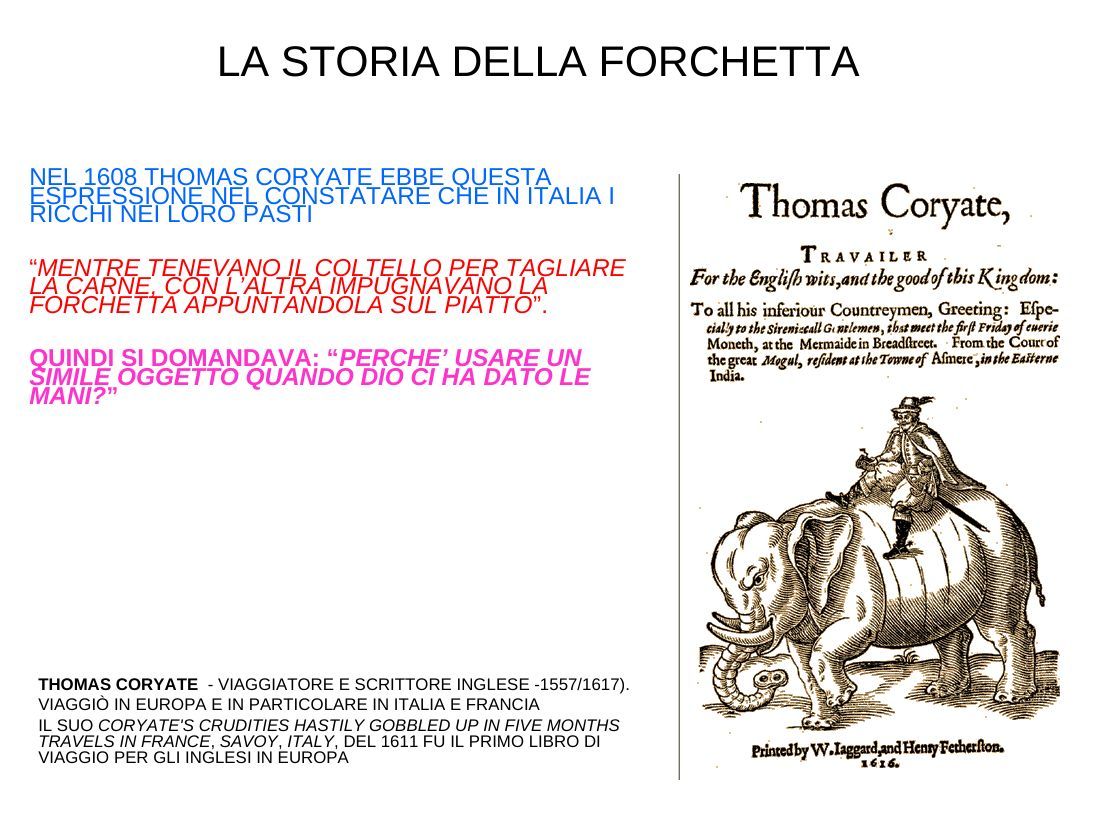 LA STORIA DELLA FORCHETTA
NEL 1608 THOMAS CORYATE EBBE QUESTA
ESPRESSIONE NEL CONSTATARE CHE IN ITALIA I
RICCHI NEI LORO PASTI
“MENTRE TENEVANO IL COLTELLO PER TAGLIARE
LA CARNE, CON L’ALTRA IMPUGNAVANO LA
FORCHETTA APPUNTANDOLA SUL PIATTO”.
QUINDI SI DOMANDAVA: “PERCHE’ USARE UN
SIMILE OGGETTO QUANDO DIO CI HA DATO LE
MANI?”
THOMAS CORYATE - VIAGGIATORE E SCRITTORE INGLESE -1557/1617).
VIAGGIÒ IN EUROPA E IN PARTICOLARE IN ITALIA E FRANCIA
IL SUO CORYATE'S CRUDITIES HASTILY GOBBLED UP IN FIVE MONTHS
TRAVELS IN FRANCE, SAVOY, ITALY, DEL 1611 FU IL PRIMO LIBRO DI
VIAGGIO PER GLI INGLESI IN EUROPA
Thomas Coryate,
TRAVAILER
For the Engliſh wits, and the good of this Kingdom:
To all his inferiour Countreymen, Greeting: Eſpe-
cially to the Sirenicall Gentlemen, that meet the firſt Friday of euerie
Moneth, at the Mermaide in Breadſtreet. From the Court of
the great Mogul, reſident at the Towne of Aſmere, in the Eaſterne
India.
Printed by W. Iaggard, and Henry Fetherſton.
1616.